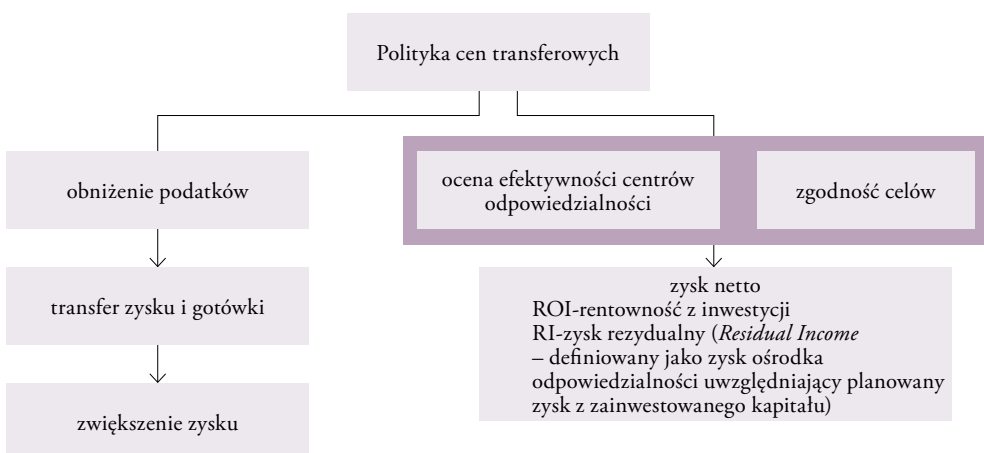 Polityka cen transferowych
obniżenie podatków
transfer zysku i gotówki
zwiększenie zysku
ocena efektywności centrów
odpowiedzialności
zgodność celów
zysk netto
ROI-rentowność z inwestycji
RI-zysk rezydualny (Residual Income
– definiowany jako zysk ośrodka
odpowiedzialności uwzględniający planowany
zysk z zainwestowanego kapitału)